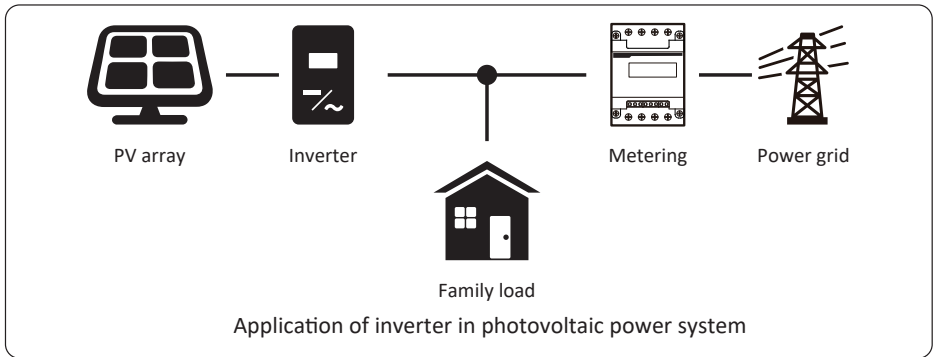 PV array
Inverter
Metering
Power grid
Family load
Application of inverter in photovoltaic power system